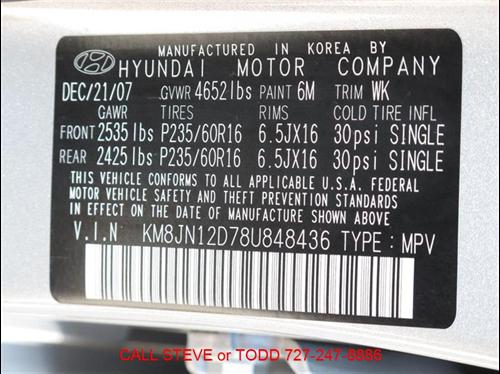 MANUFACTURED IN KOREA BY
HYUNDAI MOTOR COMPANY
DEC/21/07 GVWR 4652lbs PAINT 6M TRIM WK
GAWR TIRES RIMS COLD TIRE INFL
FRONT 2535lbs P235/60R16 6.5JX16 30psi SINGLE
REAR 2425lbs P235/60R16 6.5JX16 30psi SINGLE
THIS VEHICLE CONFORMS TO ALL APPLICABLE U.S.A. FEDERAL
MOTOR VEHICLE SAFETY, BUMPER, AND THEFT PREVENTION STANDARDS
IN EFFECT ON THE DATE OF MANUFACTURE SHOWN ABOVE.
V.I.N KM8JN12D78U848436 TYPE : MPV
CALL STEVE or TODD 727-247-8886